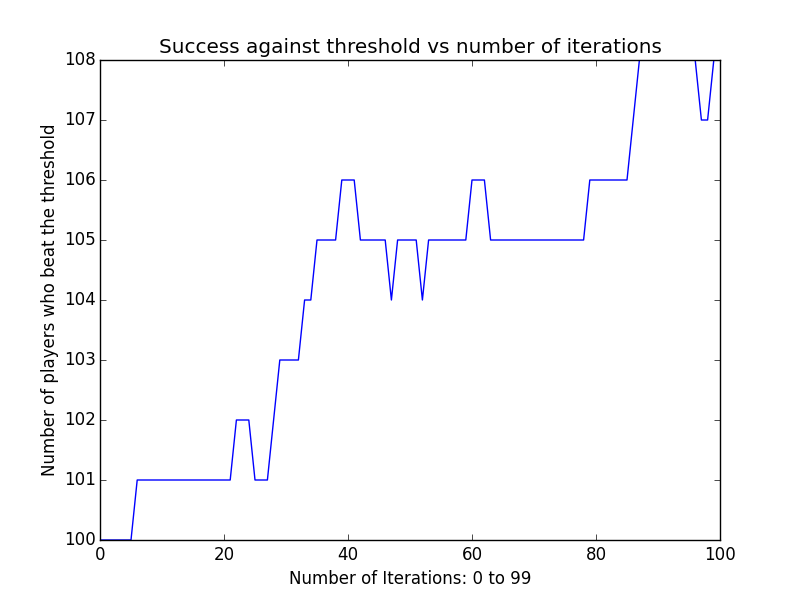 Success against threshold vs number of iterations
108
107
106
105
104
103
102
101
100
Number of players who beat the threshold
0 20 40 60 80 100
Number of Iterations: 0 to 99